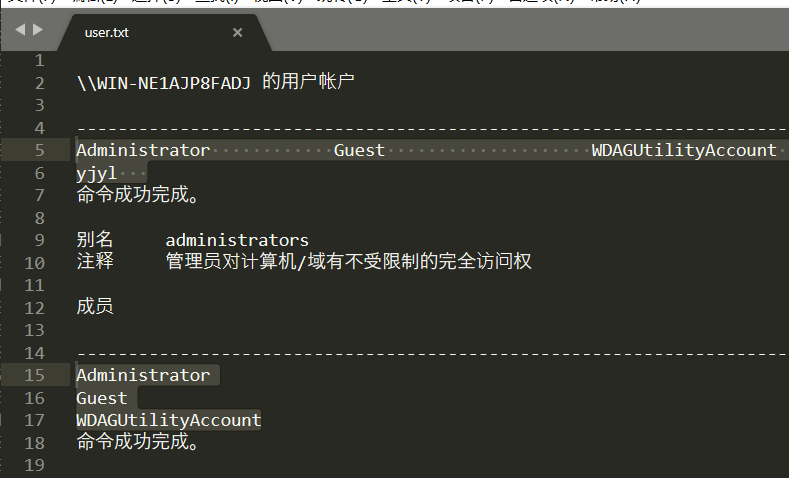 user.txt ×
1
2 \\WIN-NE1AJP8FADJ 的用户帐户
3
4 -------------------------------------------------------------------------------
5 Administrator Guest WDAGUtilityAccount
6 yjyl
7 命令成功完成。
8
9 别名 administrators
10 注释 管理员对计算机/域有不受限制的完全访问权
11
12 成员
13
14 -------------------------------------------------------------------------------
15 Administrator
16 Guest
17 WDAGUtilityAccount
18 命令成功完成。
19